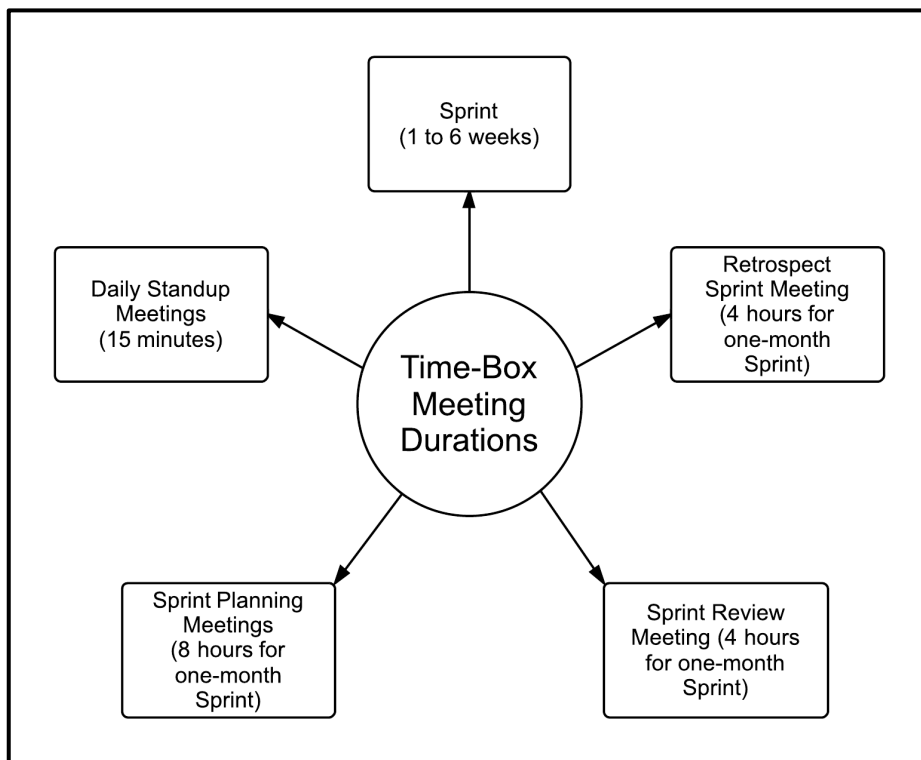 Sprint
(1 to 6 weeks)
Daily Standup
Meetings
(15 minutes)
Retrospect
Sprint Meeting
(4 hours for
one-month
Sprint)
Time-Box
Meeting
Durations
Sprint Planning
Meetings
(8 hours for
one-month
Sprint)
Sprint Review
Meeting (4 hours
for one-month
Sprint)